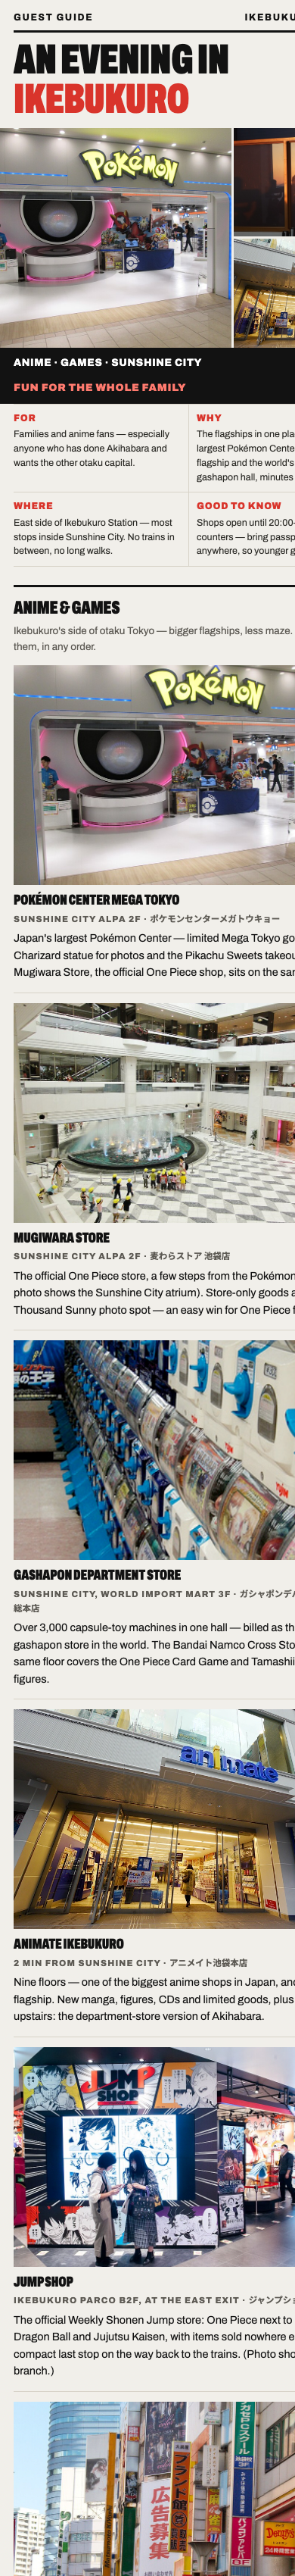 GUEST GUIDE
IKEBUKU
AN EVENING IN
IKEBUKURO
Pokémon
ANIME · GAMES · SUNSHINE CITY
FUN FOR THE WHOLE FAMILY
FOR
Families and anime fans — especially
anyone who has done Akihabara and
wants the other otaku capital.
WHY
The flagships in one pla
largest Pokémon Cente
flagship and the world's
gashapon hall, minutes
WHERE
East side of Ikebukuro Station — most
stops inside Sunshine City. No trains in
between, no long walks.
GOOD TO KNOW
Shops open until 20:00–
counters — bring passp
anywhere, so younger g
ANIME & GAMES
Ikebukuro's side of otaku Tokyo — bigger flagships, less maze.
them, in any order.
Pokémon
POKÉMON CENTER MEGA TOKYO
SUNSHINE CITY ALPA 2F · ポケモンセンターメガトウキョー
Japan's largest Pokémon Center — limited Mega Tokyo go
Charizard statue for photos and the Pikachu Sweets takeou
Mugiwara Store, the official One Piece shop, sits on the sam
MUGIWARA STORE
SUNSHINE CITY ALPA 2F · 麦わらストア 池袋店
The official One Piece store, a few steps from the Pokémon
photo shows the Sunshine City atrium). Store-only goods a
Thousand Sunny photo spot — an easy win for One Piece f
GASHAPON DEPARTMENT STORE
SUNSHINE CITY, WORLD IMPORT MART 3F · ガシャポンデパ
総本店
Over 3,000 capsule-toy machines in one hall — billed as th
gashapon store in the world. The Bandai Namco Cross Sto
same floor covers the One Piece Card Game and Tamashii
figures.
animate
ANIMATE IKEBUKURO
2 MIN FROM SUNSHINE CITY · アニメイト池袋本店
Nine floors — one of the biggest anime shops in Japan, and
flagship. New manga, figures, CDs and limited goods, plus
upstairs: the department-store version of Akihabara.
JUMP
SHOP
JUMP SHOP
IKEBUKURO PARCO B2F, AT THE EAST EXIT · ジャンプショ
The official Weekly Shonen Jump store: One Piece next to
Dragon Ball and Jujutsu Kaisen, with items sold nowhere e
compact last stop on the way back to the trains. (Photo sho
branch.)
広告募集
Denny's